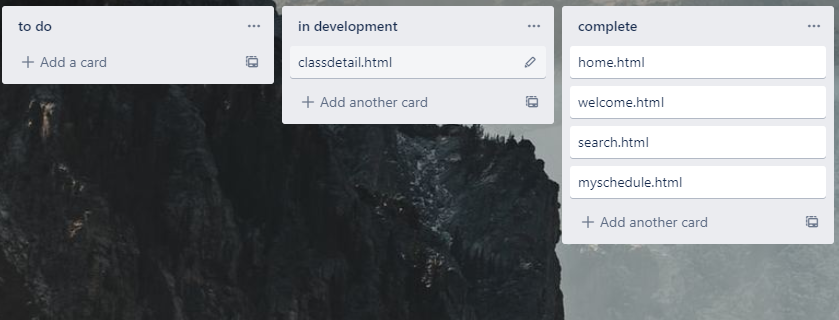 to do
Add a card
in development
classdetail.html
Add another card
complete
home.html
welcome.html
search.html
myschedule.html
Add another card